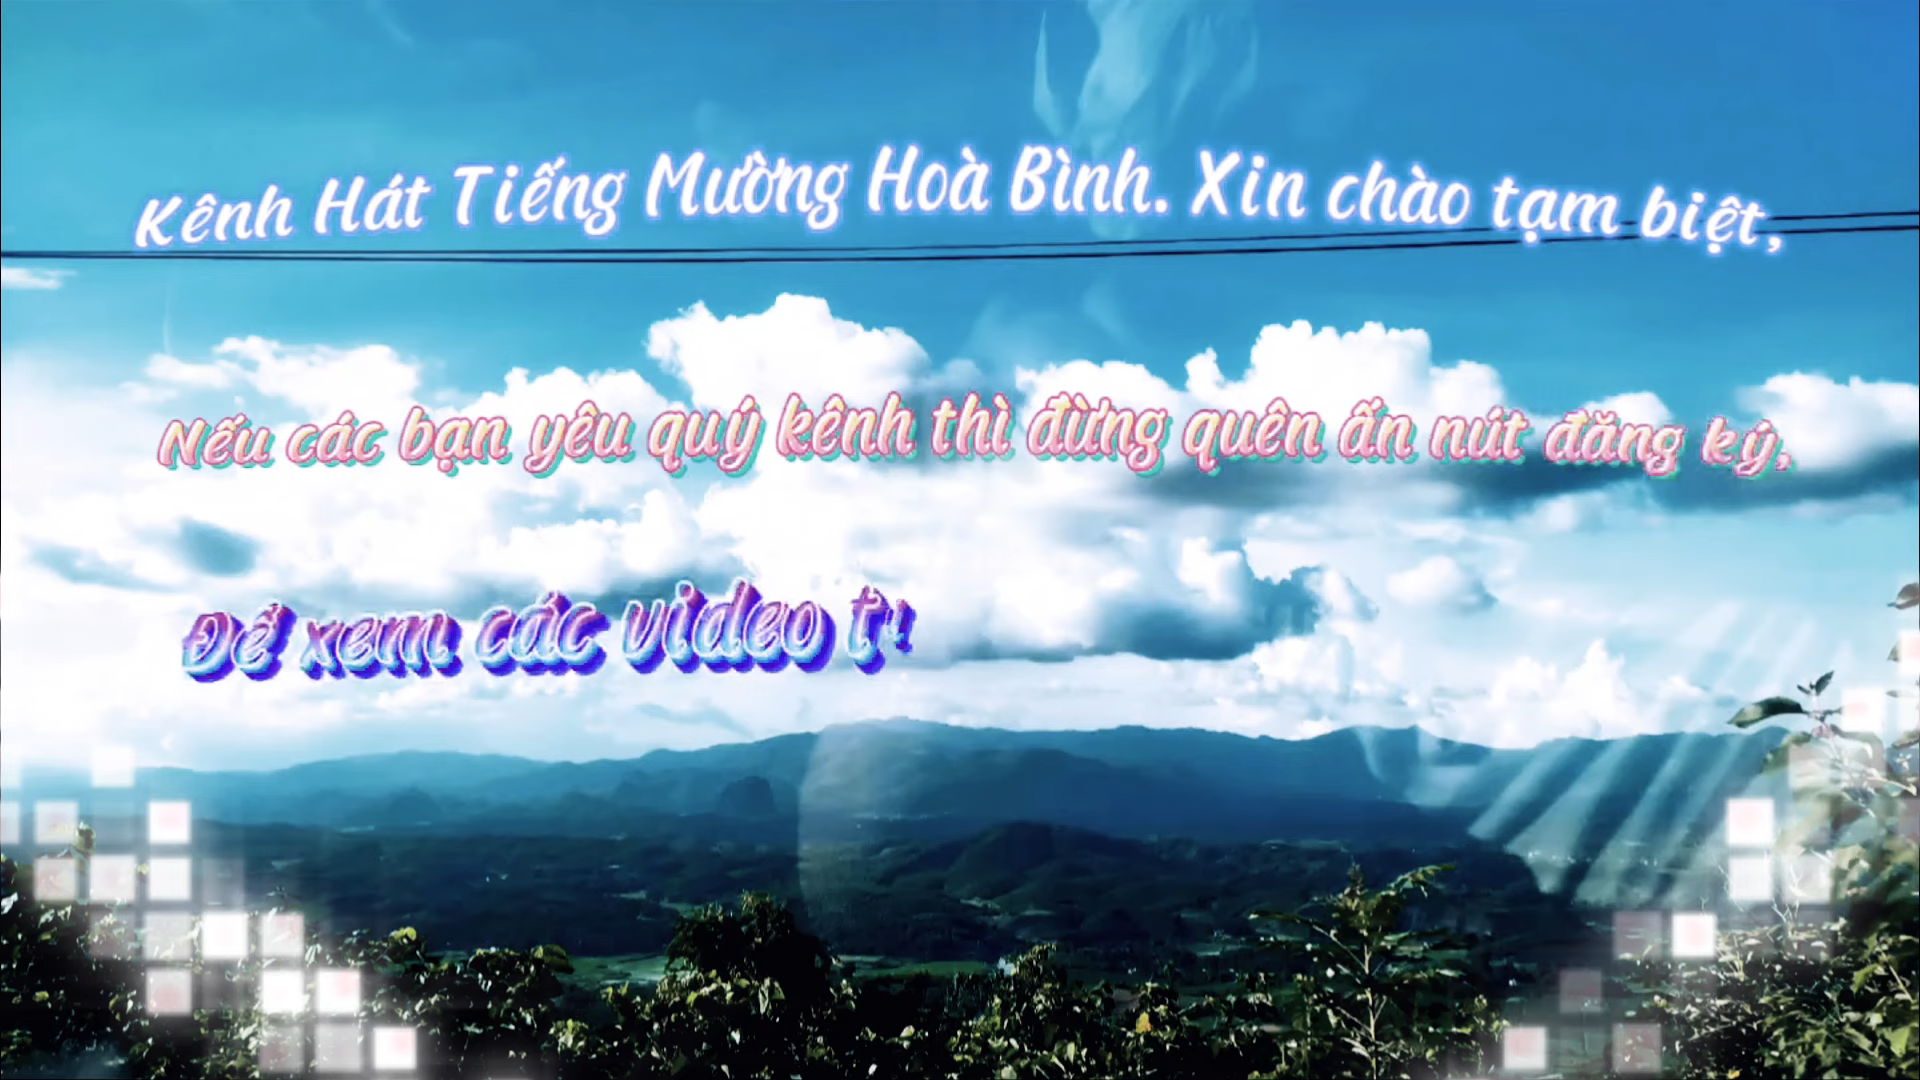 Kênh Hát Tiếng Mường Hoà Bình. Xin chào tạm biệt,
Nếu các bạn yêu quý kênh thì đừng quên ấn nút đăng ký,
Để xem các video